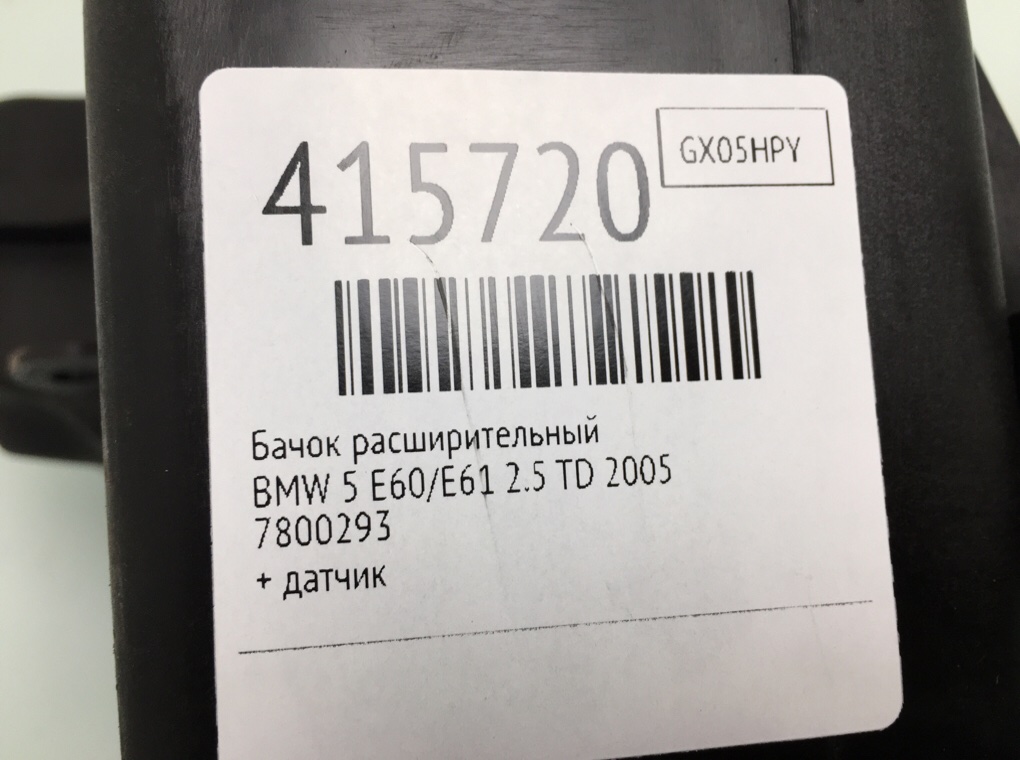 415720
GX05HPY
Бачок расширительный
BMW 5 E60/E61 2.5 TD 2005
7800293
+ датчик